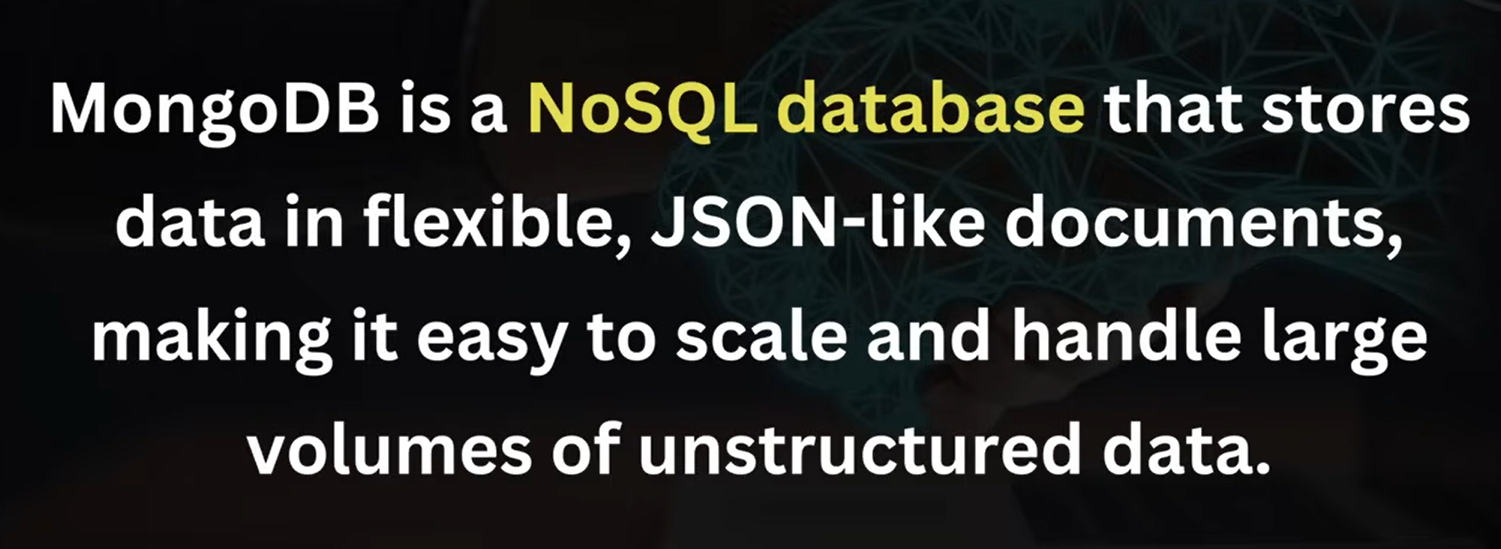 MongoDB is a NoSQL database that stores
data in flexible, JSON-like documents,
making it easy to scale and handle large
volumes of unstructured data.